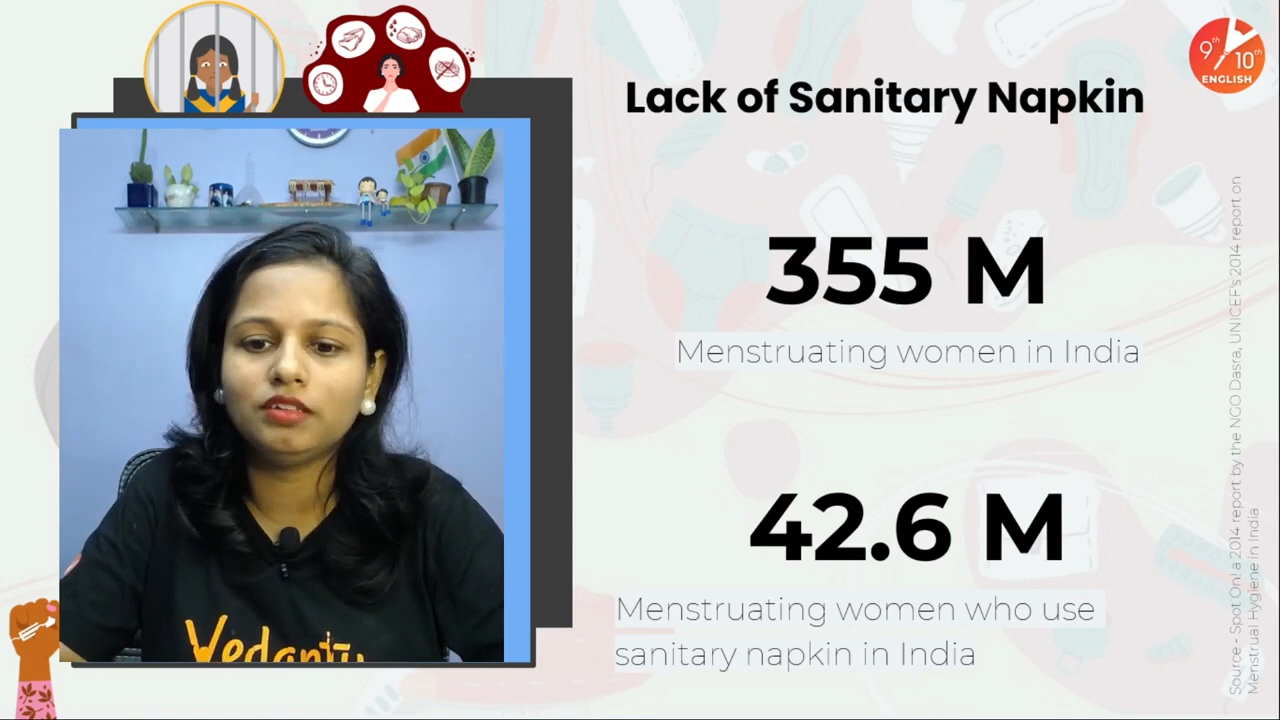 9th 10th
ENGLISH
Lack of Sanitary Napkin
355 M
Menstruating women in India
42.6 M
Menstruating women who use
sanitary napkin in India
Source - Spot On! a 2014 report by the NGO Dasra, UNICEF's 2014 report on
Menstrual Hygiene in India
Vedantu